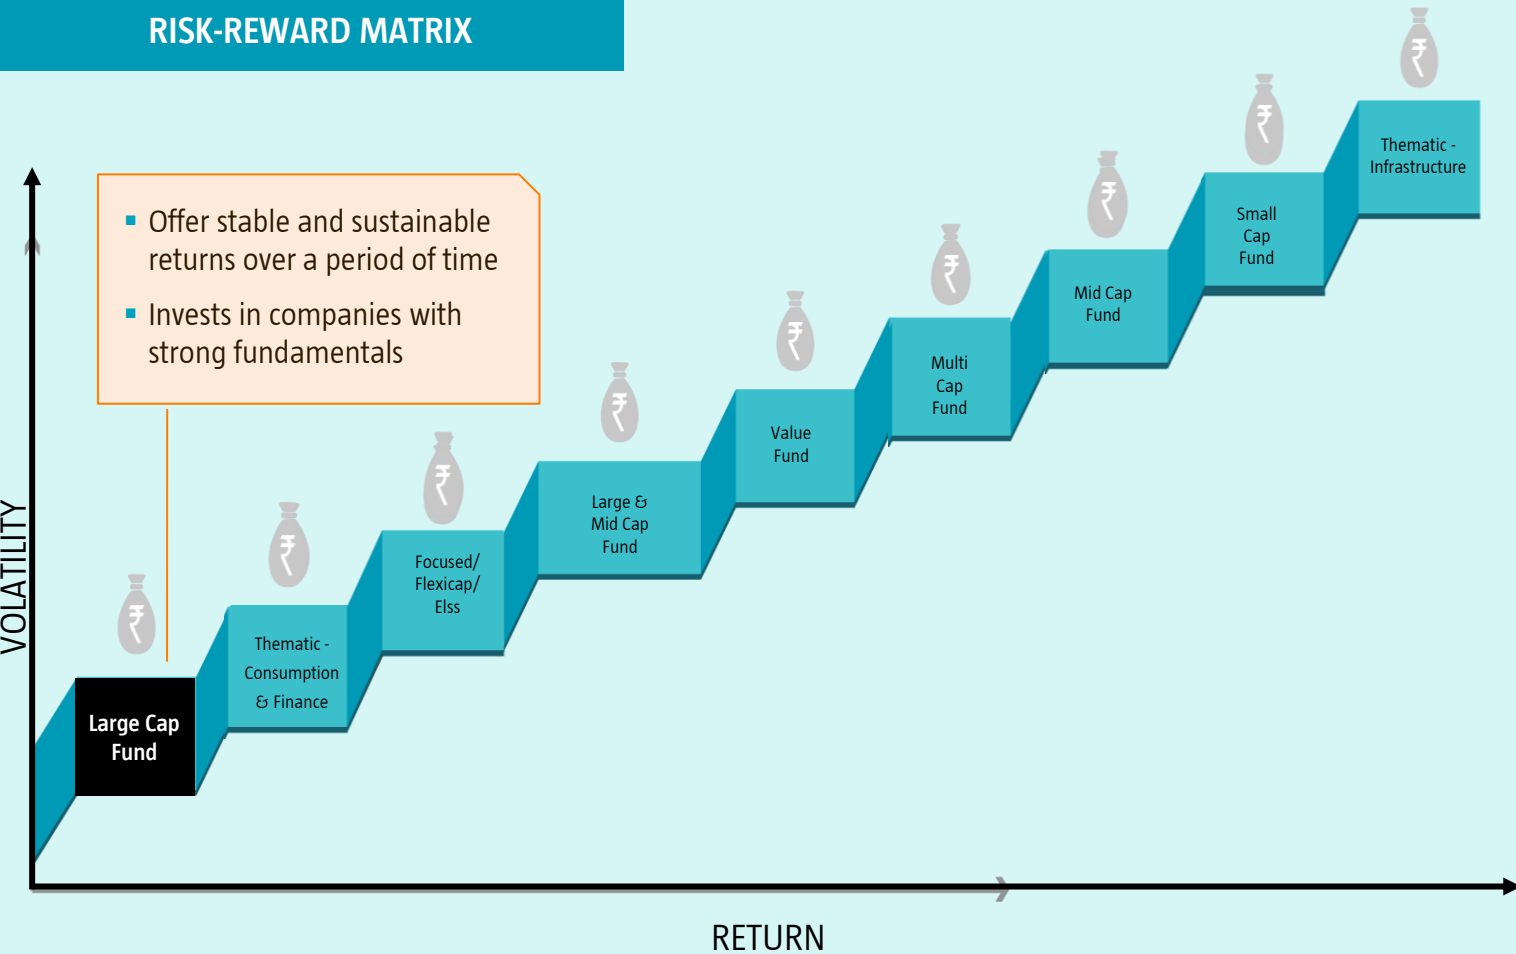 RISK-REWARD MATRIX
▪ Offer stable and sustainable
returns over a period of time
▪ Invests in companies with
strong fundamentals
VOLATILITY
Large Cap
Fund
Thematic -
Consumption
& Finance
Focused/
Flexicap/
Elss
Large &
Mid Cap
Fund
Value
Fund
Multi
Cap
Fund
Mid Cap
Fund
Small
Cap
Fund
Thematic -
Infrastructure
₹
₹
₹
₹
₹
₹
₹
₹
₹
RETURN